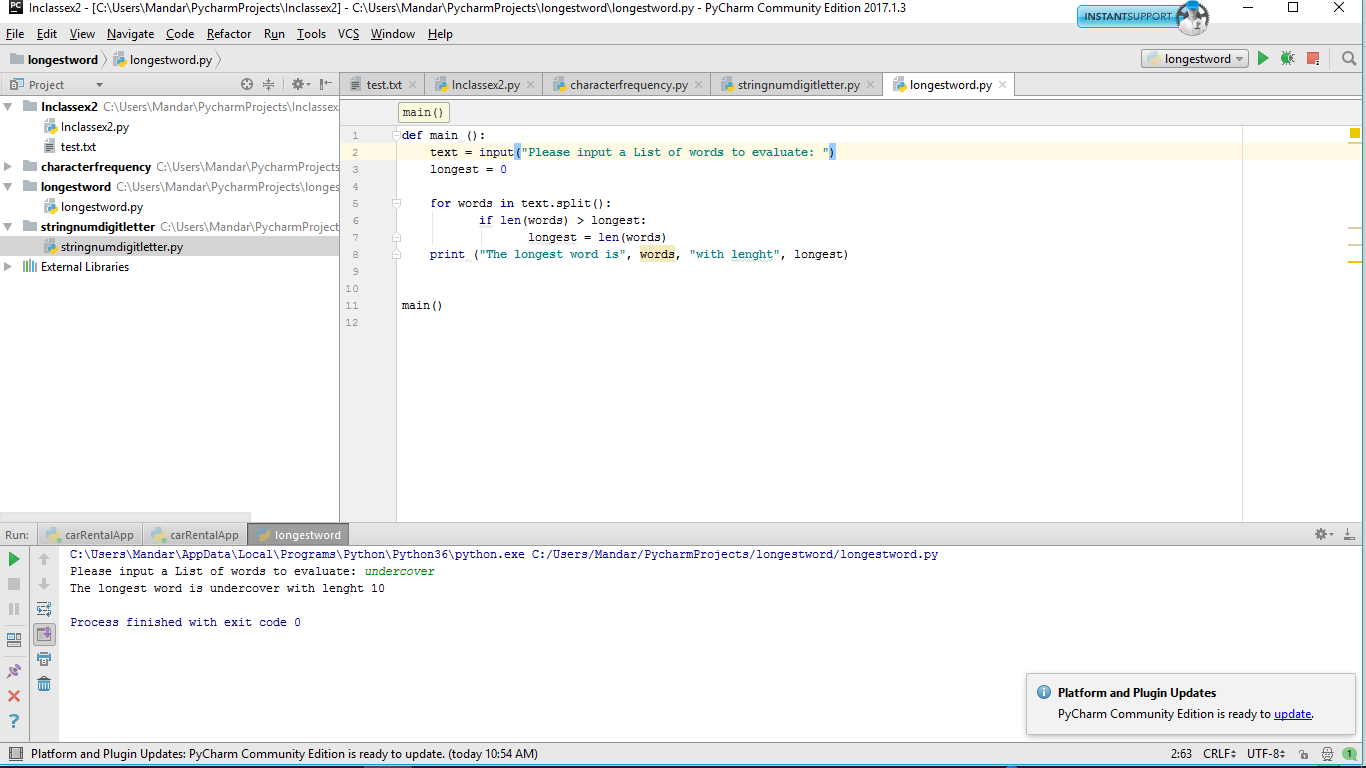 Inclassex2 - [C:\Users\Mandar\PycharmProjects\Inclassex2] - C:\Users\Mandar\PycharmProjects\longestword\longestword.py - PyCharm Community Edition 2017.1.3
INSTANTSUPPORT
File Edit View Navigate Code Refactor Run Tools VCS Window Help
longestword longestword.py
longestword
Project
test.txt Inclassex2.py characterfrequency.py stringnumdigitletter.py longestword.py
Inclassex2 C:\Users\Mandar\PycharmProjects\Inclassex
Inclassex2.py
test.txt
characterfrequency C:\Users\Mandar\PycharmProjects
longestword C:\Users\Mandar\PycharmProjects\longes
longestword.py
stringnumdigitletter C:\Users\Mandar\PycharmProject
stringnumdigitletter.py
External Libraries
main()
1 def main ():
2 text = input("Please input a List of words to evaluate: ")
3 longest = 0
4
5 for words in text.split():
6 if len(words) > longest:
7 longest = len(words)
8 print ("The longest word is", words, "with lenght", longest)
9
10
11 main()
12
Run: carRentalApp carRentalApp longestword
C:\Users\Mandar\AppData\Local\Programs\Python\Python36\python.exe C:/Users/Mandar/PycharmProjects/longestword/longestword.py
Please input a List of words to evaluate: undercover
The longest word is undercover with lenght 10
Process finished with exit code 0
Platform and Plugin Updates
PyCharm Community Edition is ready to update.
Platform and Plugin Updates: PyCharm Community Edition is ready to update. (today 10:54 AM)
2:63 CRLF UTF-8 1